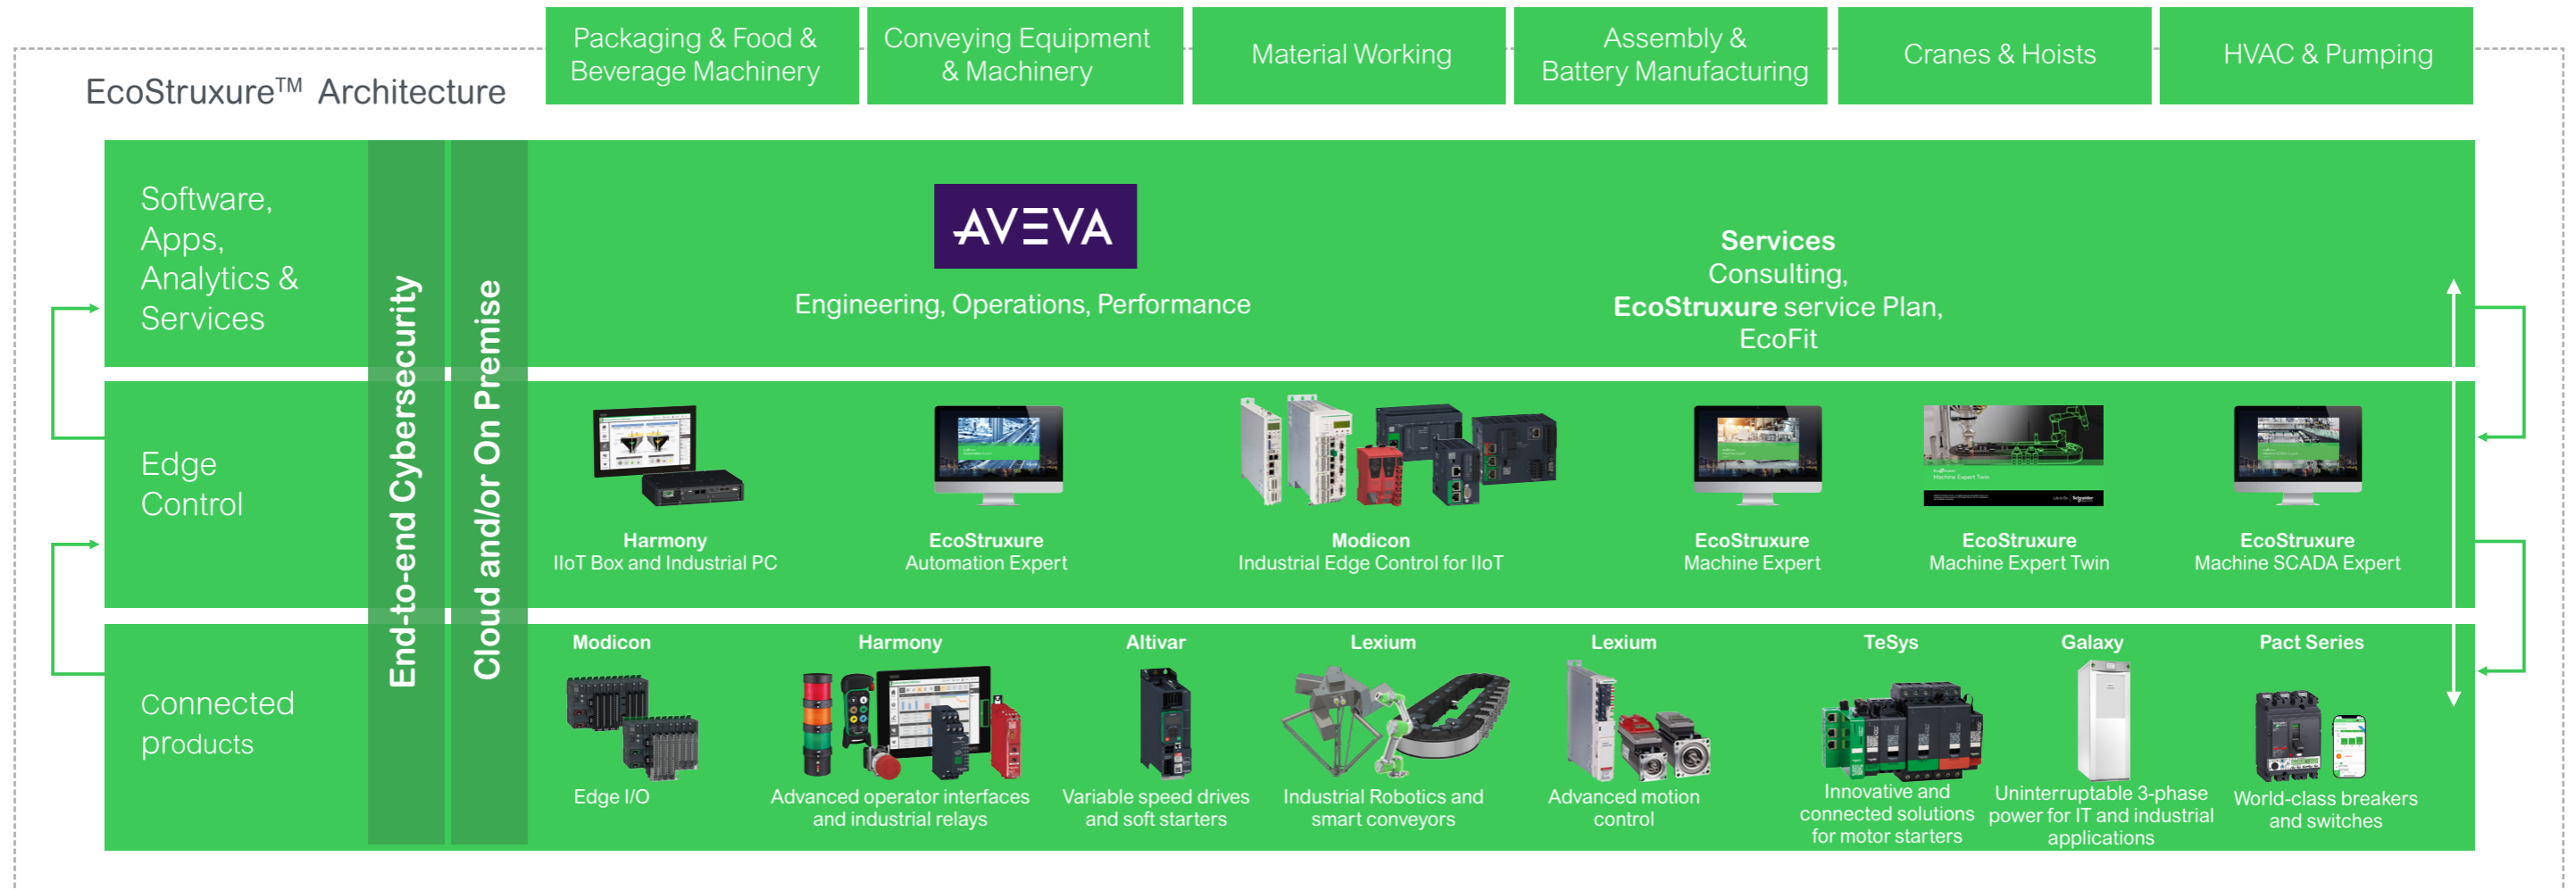 Packaging & Food &
Beverage Machinery
Conveying Equipment
& Machinery
Material Working
Assembly &
Battery Manufacturing
Cranes & Hoists
HVAC & Pumping
EcoStruxure™ Architecture
Software,
Apps,
Analytics &
Services
End-to-end Cybersecurity
Cloud and/or On Premise
AVEVA
Engineering, Operations, Performance
Services
Consulting,
EcoStruxure service Plan,
EcoFit
Edge
Control
Harmony
IIoT Box and Industrial PC
EcoStruxure
Automation Expert
Modicon
Industrial Edge Control for IIoT
EcoStruxure
Machine Expert
Machine Expert Twin
Schneider
EcoStruxure
Machine Expert Twin
EcoStruxure
Machine SCADA Expert
Connected
products
Modicon
Edge I/O
Harmony
Advanced operator interfaces
and industrial relays
Altivar
Variable speed drives
and soft starters
Lexium
Industrial Robotics and
smart conveyors
Lexium
Advanced motion
control
TeSys
Innovative and
connected solutions
for motor starters
Galaxy
Uninterruptable 3-phase
power for IT and industrial
applications
Pact Series
World-class breakers
and switches